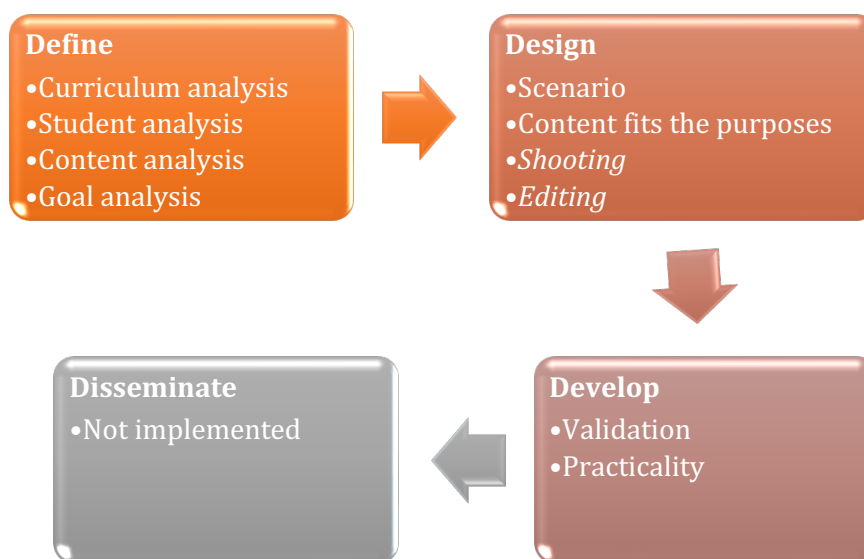 Define
•Curriculum analysis
•Student analysis
•Content analysis
•Goal analysis
Design
•Scenario
•Content fits the purposes
•Shooting
•Editing
Develop
•Validation
•Practicality
Disseminate
•Not implemented